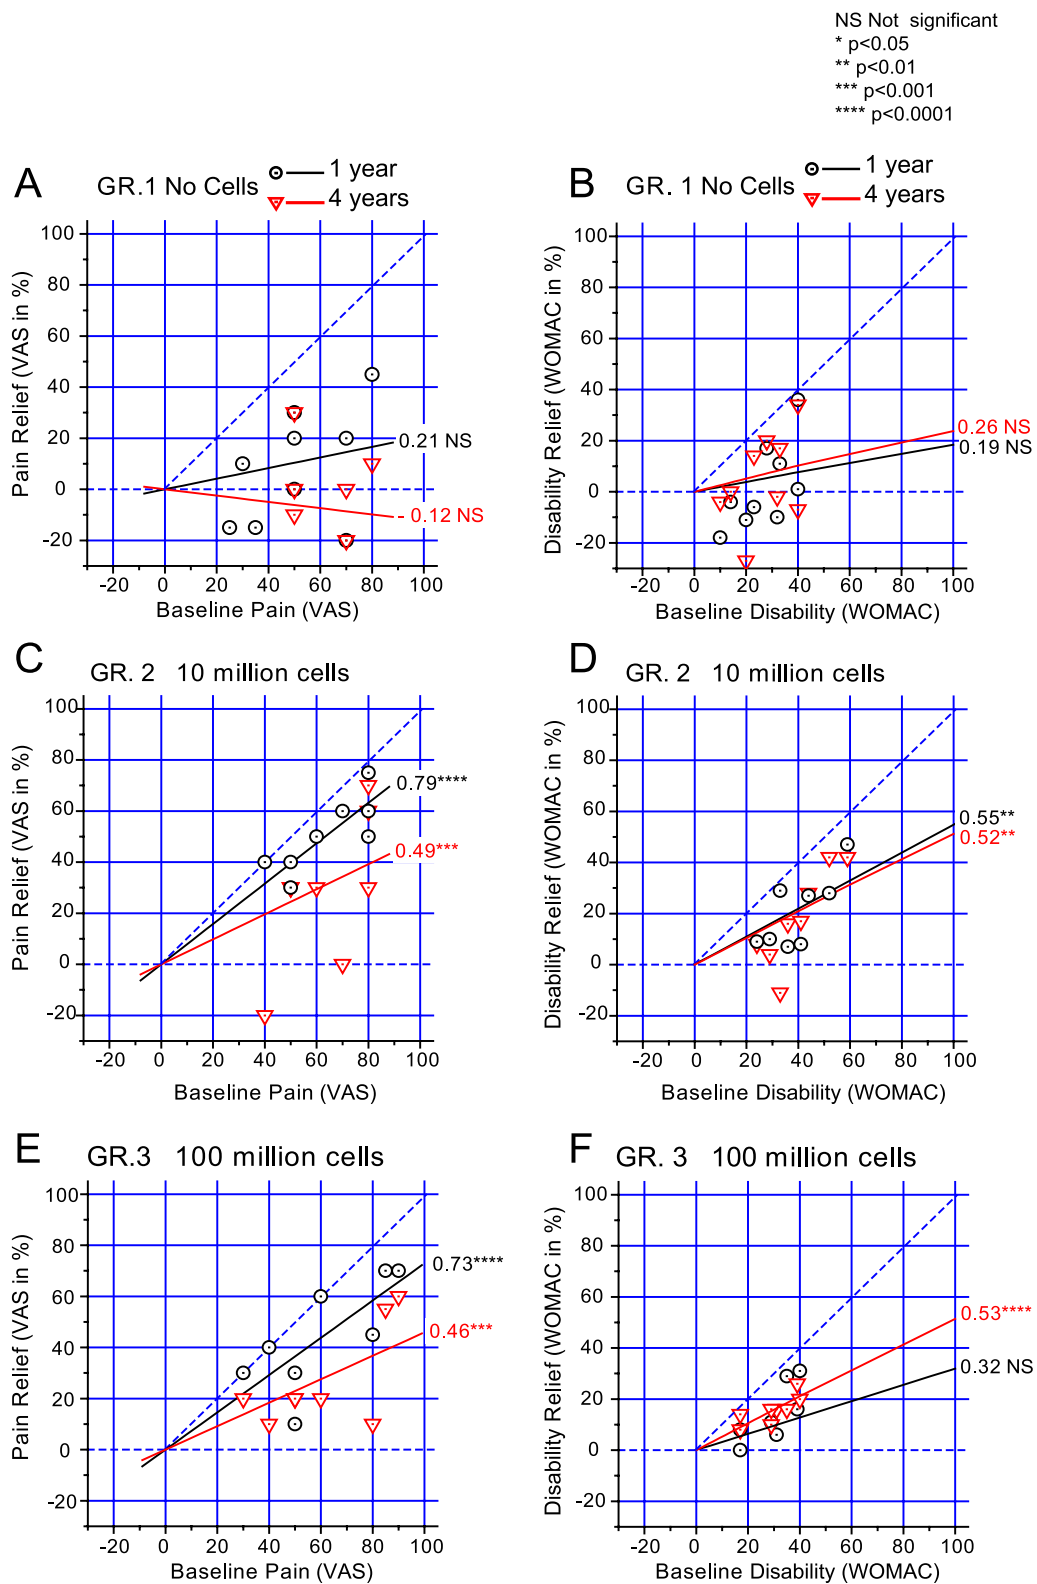 NS Not significant
* p<0.05
** p<0.01
*** p<0.001
**** p<0.0001
A
GR.1 No Cells
1 year
4 years
Pain Relief (VAS in %)
100
80
60
40
20
0
-20
0.21 NS
- 0.12 NS
-20 0 20 40 60 80 100
Baseline Pain (VAS)
B
GR. 1 No Cells
1 year
4 years
Disability Relief (WOMAC in %)
100
80
60
40
20
0
-20
0.26 NS
0.19 NS
-20 0 20 40 60 80 100
Baseline Disability (WOMAC)
C
GR. 2 10 million cells
Pain Relief (VAS in %)
100
80
60
40
20
0
-20
0.79****
0.49***
-20 0 20 40 60 80 100
Baseline Pain (VAS)
D
GR. 2 10 million cells
Disability Relief (WOMAC in %)
100
80
60
40
20
0
-20
0.55**
0.52**
-20 0 20 40 60 80 100
Baseline Disability (WOMAC)
E
GR.3 100 million cells
Pain Relief (VAS in %)
100
80
60
40
20
0
-20
0.73****
0.46***
-20 0 20 40 60 80 100
Baseline Pain (VAS)
F
GR. 3 100 million cells
Disability Relief (WOMAC in %)
100
80
60
40
20
0
-20
0.53****
0.32 NS
-20 0 20 40 60 80 100
Baseline Disability (WOMAC)